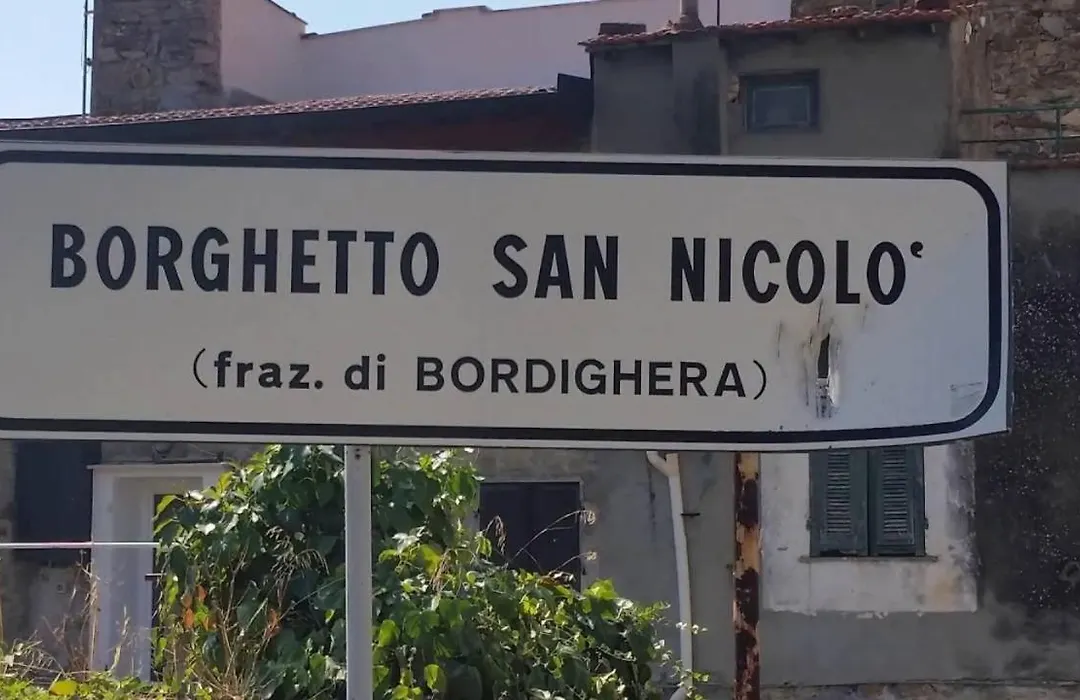 BORGHETTO SAN NICOLO'
(fraz. di BORDIGHERA)